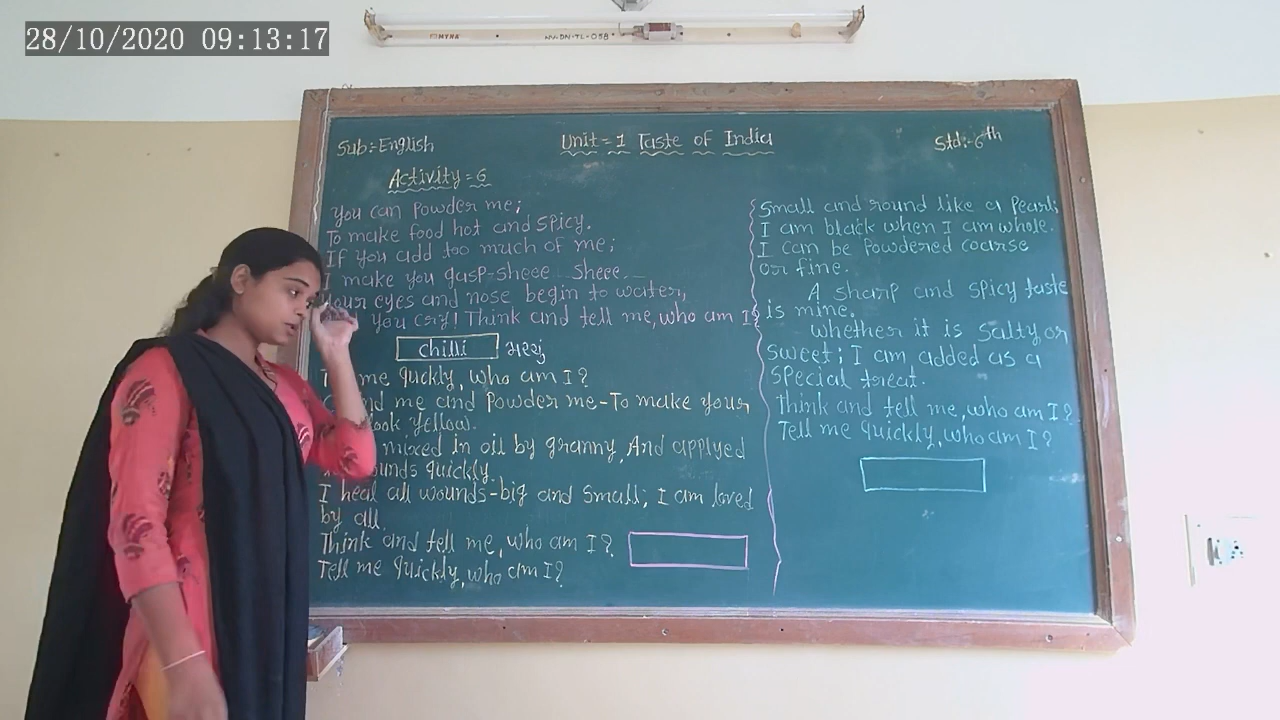 28/10/2020 09:13:17
MYNA
Sub:-English
Unit=1 Taste of India
Std:-6th
Activity=6
You can powder me;
To make food hot and spicy.
If you add too much of me;
I make you gasp-sheee...Sheee...
Your eyes and nose begin to water,
you cry! Think and tell me, who am I?
chilli મરચું
me quckly, who am I?
me and Powder me-To make your
look yellow.
mixed in oil by granny, And applyed
quickly.
I heal all wounds-big and small; I am loved
by all.
Think and tell me, who am I?
Tell me quickly, who am I?
Small and round like a pearl;
I am black when I am whole.
I can be powdered coarse
or fine.
A sharp and spicy taste
is mine.
Whether it is salty or
sweet; I am added as a
special treat.
Think and tell me, who am I?
Tell me quickly, who am I?